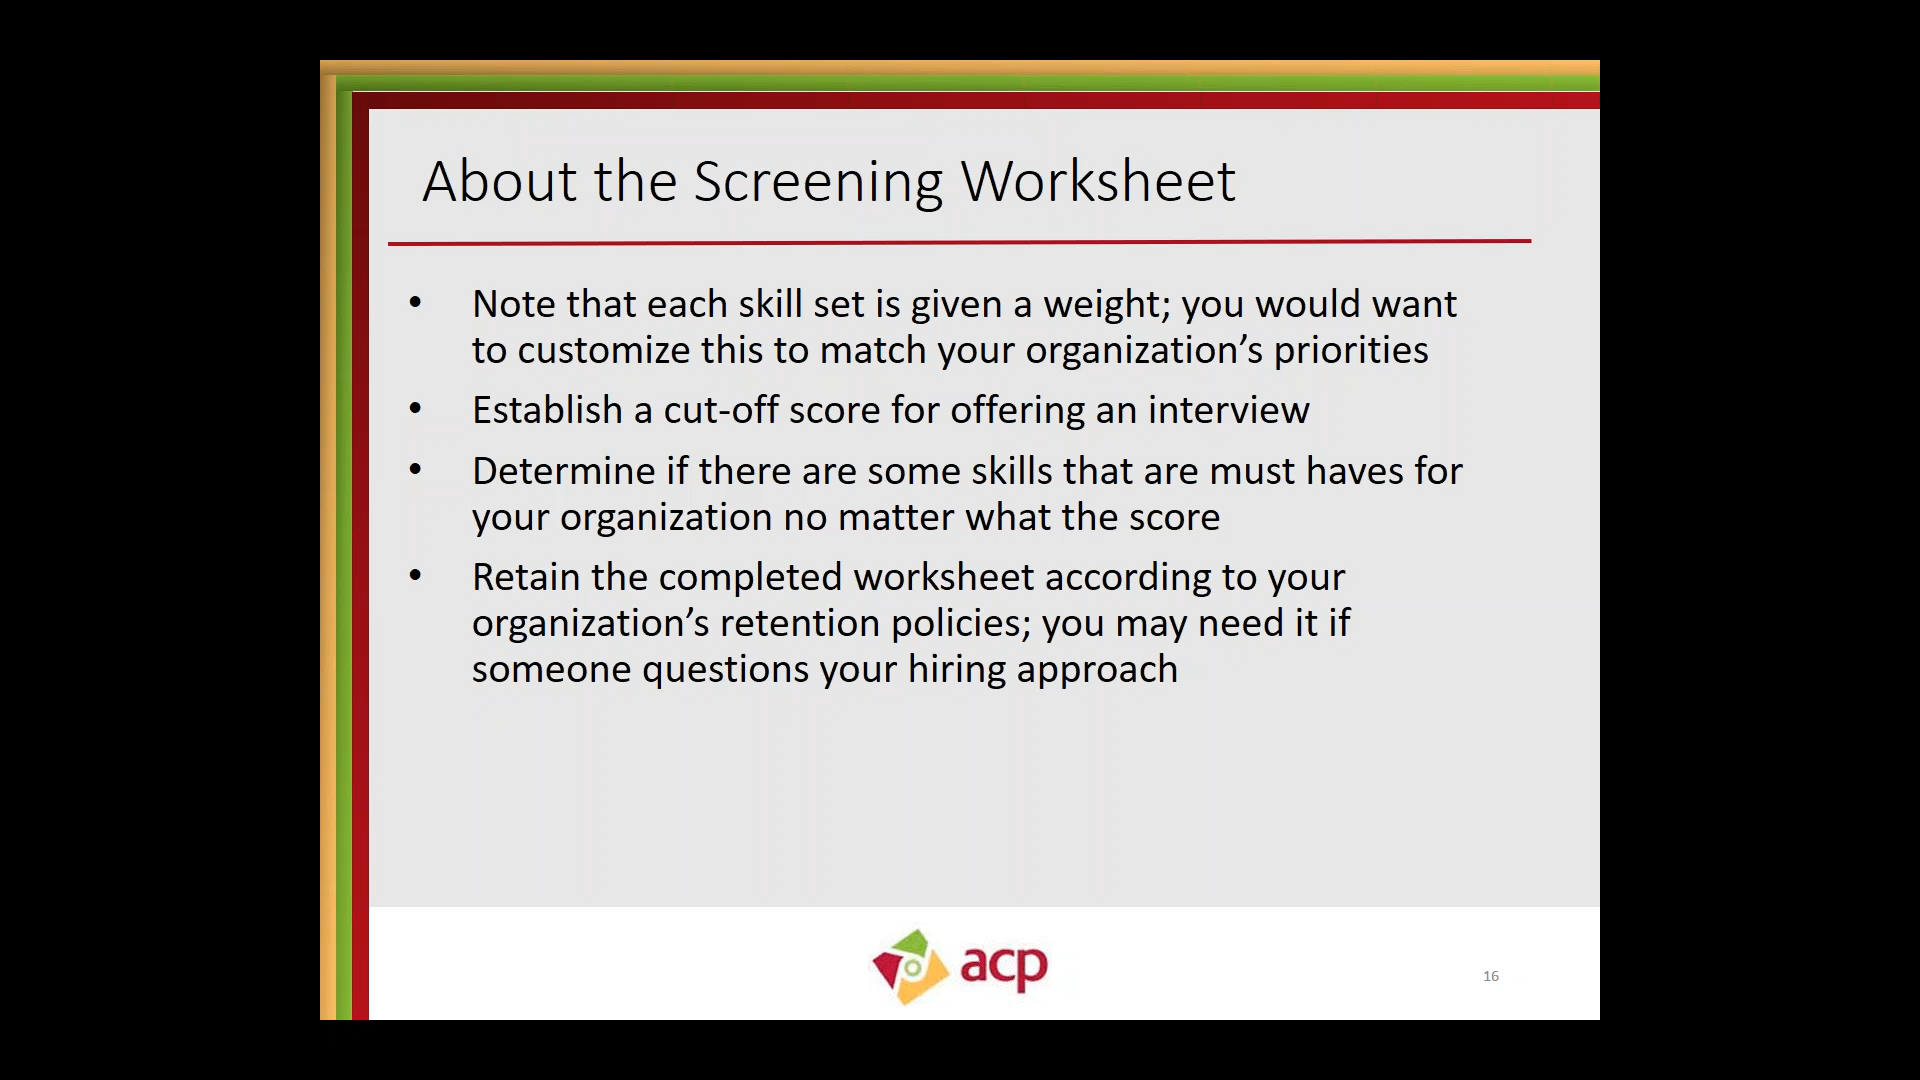 About the Screening Worksheet
• Note that each skill set is given a weight; you would want
to customize this to match your organization’s priorities
• Establish a cut-off score for offering an interview
• Determine if there are some skills that are must haves for
your organization no matter what the score
• Retain the completed worksheet according to your
organization’s retention policies; you may need it if
someone questions your hiring approach
acp
16